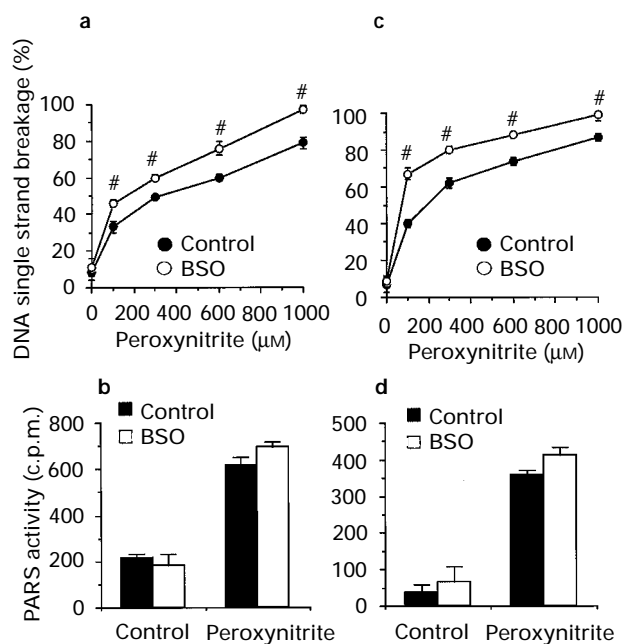 a
c
DNA single strand breakage (%)
# # # #
# # # #
100
80
60
40
20
0
Control
BSO
0 200 400 600 800 1000
Peroxynitrite (μM)
100
80
60
40
20
0
Control
BSO
0 200 400 600 800 1000
Peroxynitrite (μM)
b
d
PARS activity (c.p.m.)
800
600
400
200
0
Control
BSO
Control Peroxynitrite
500
400
300
200
100
0
Control
BSO
Control Peroxynitrite